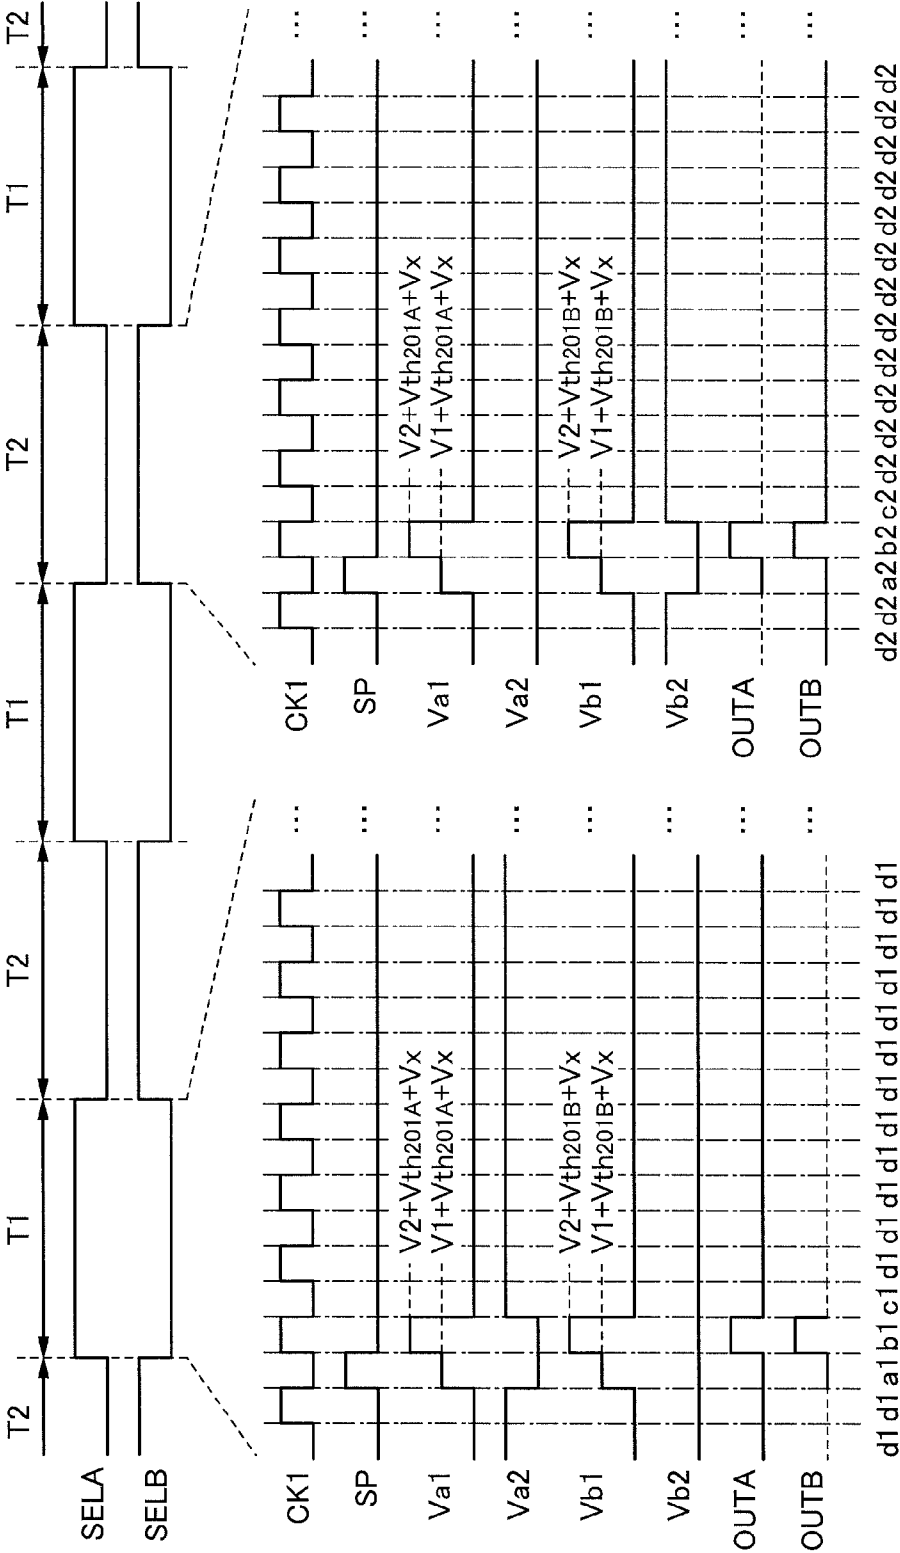 T2 T1 T2 T1 T2 T1 T2
SELA
SELB
CK1 ...
SP ...
V2+Vth201A+Vx
Va1 ...
V1+Vth201A+Vx
Va2 ...
V2+Vth201B+Vx
Vb1 ...
V1+Vth201B+Vx
Vb2 ...
OUTA ...
OUTB ...
d1 d1 a1 b1 c1 d1 d1 d1 d1 d1 d1 d1 d1 d1 d1 d1 d1
CK1 ...
SP ...
V2+Vth201A+Vx
Va1 ...
V1+Vth201A+Vx
Va2 ...
V2+Vth201B+Vx
Vb1 ...
V1+Vth201B+Vx
Vb2 ...
OUTA ...
OUTB ...
d2 d2 a2 b2 c2 d2 d2 d2 d2 d2 d2 d2 d2 d2 d2 d2 d2